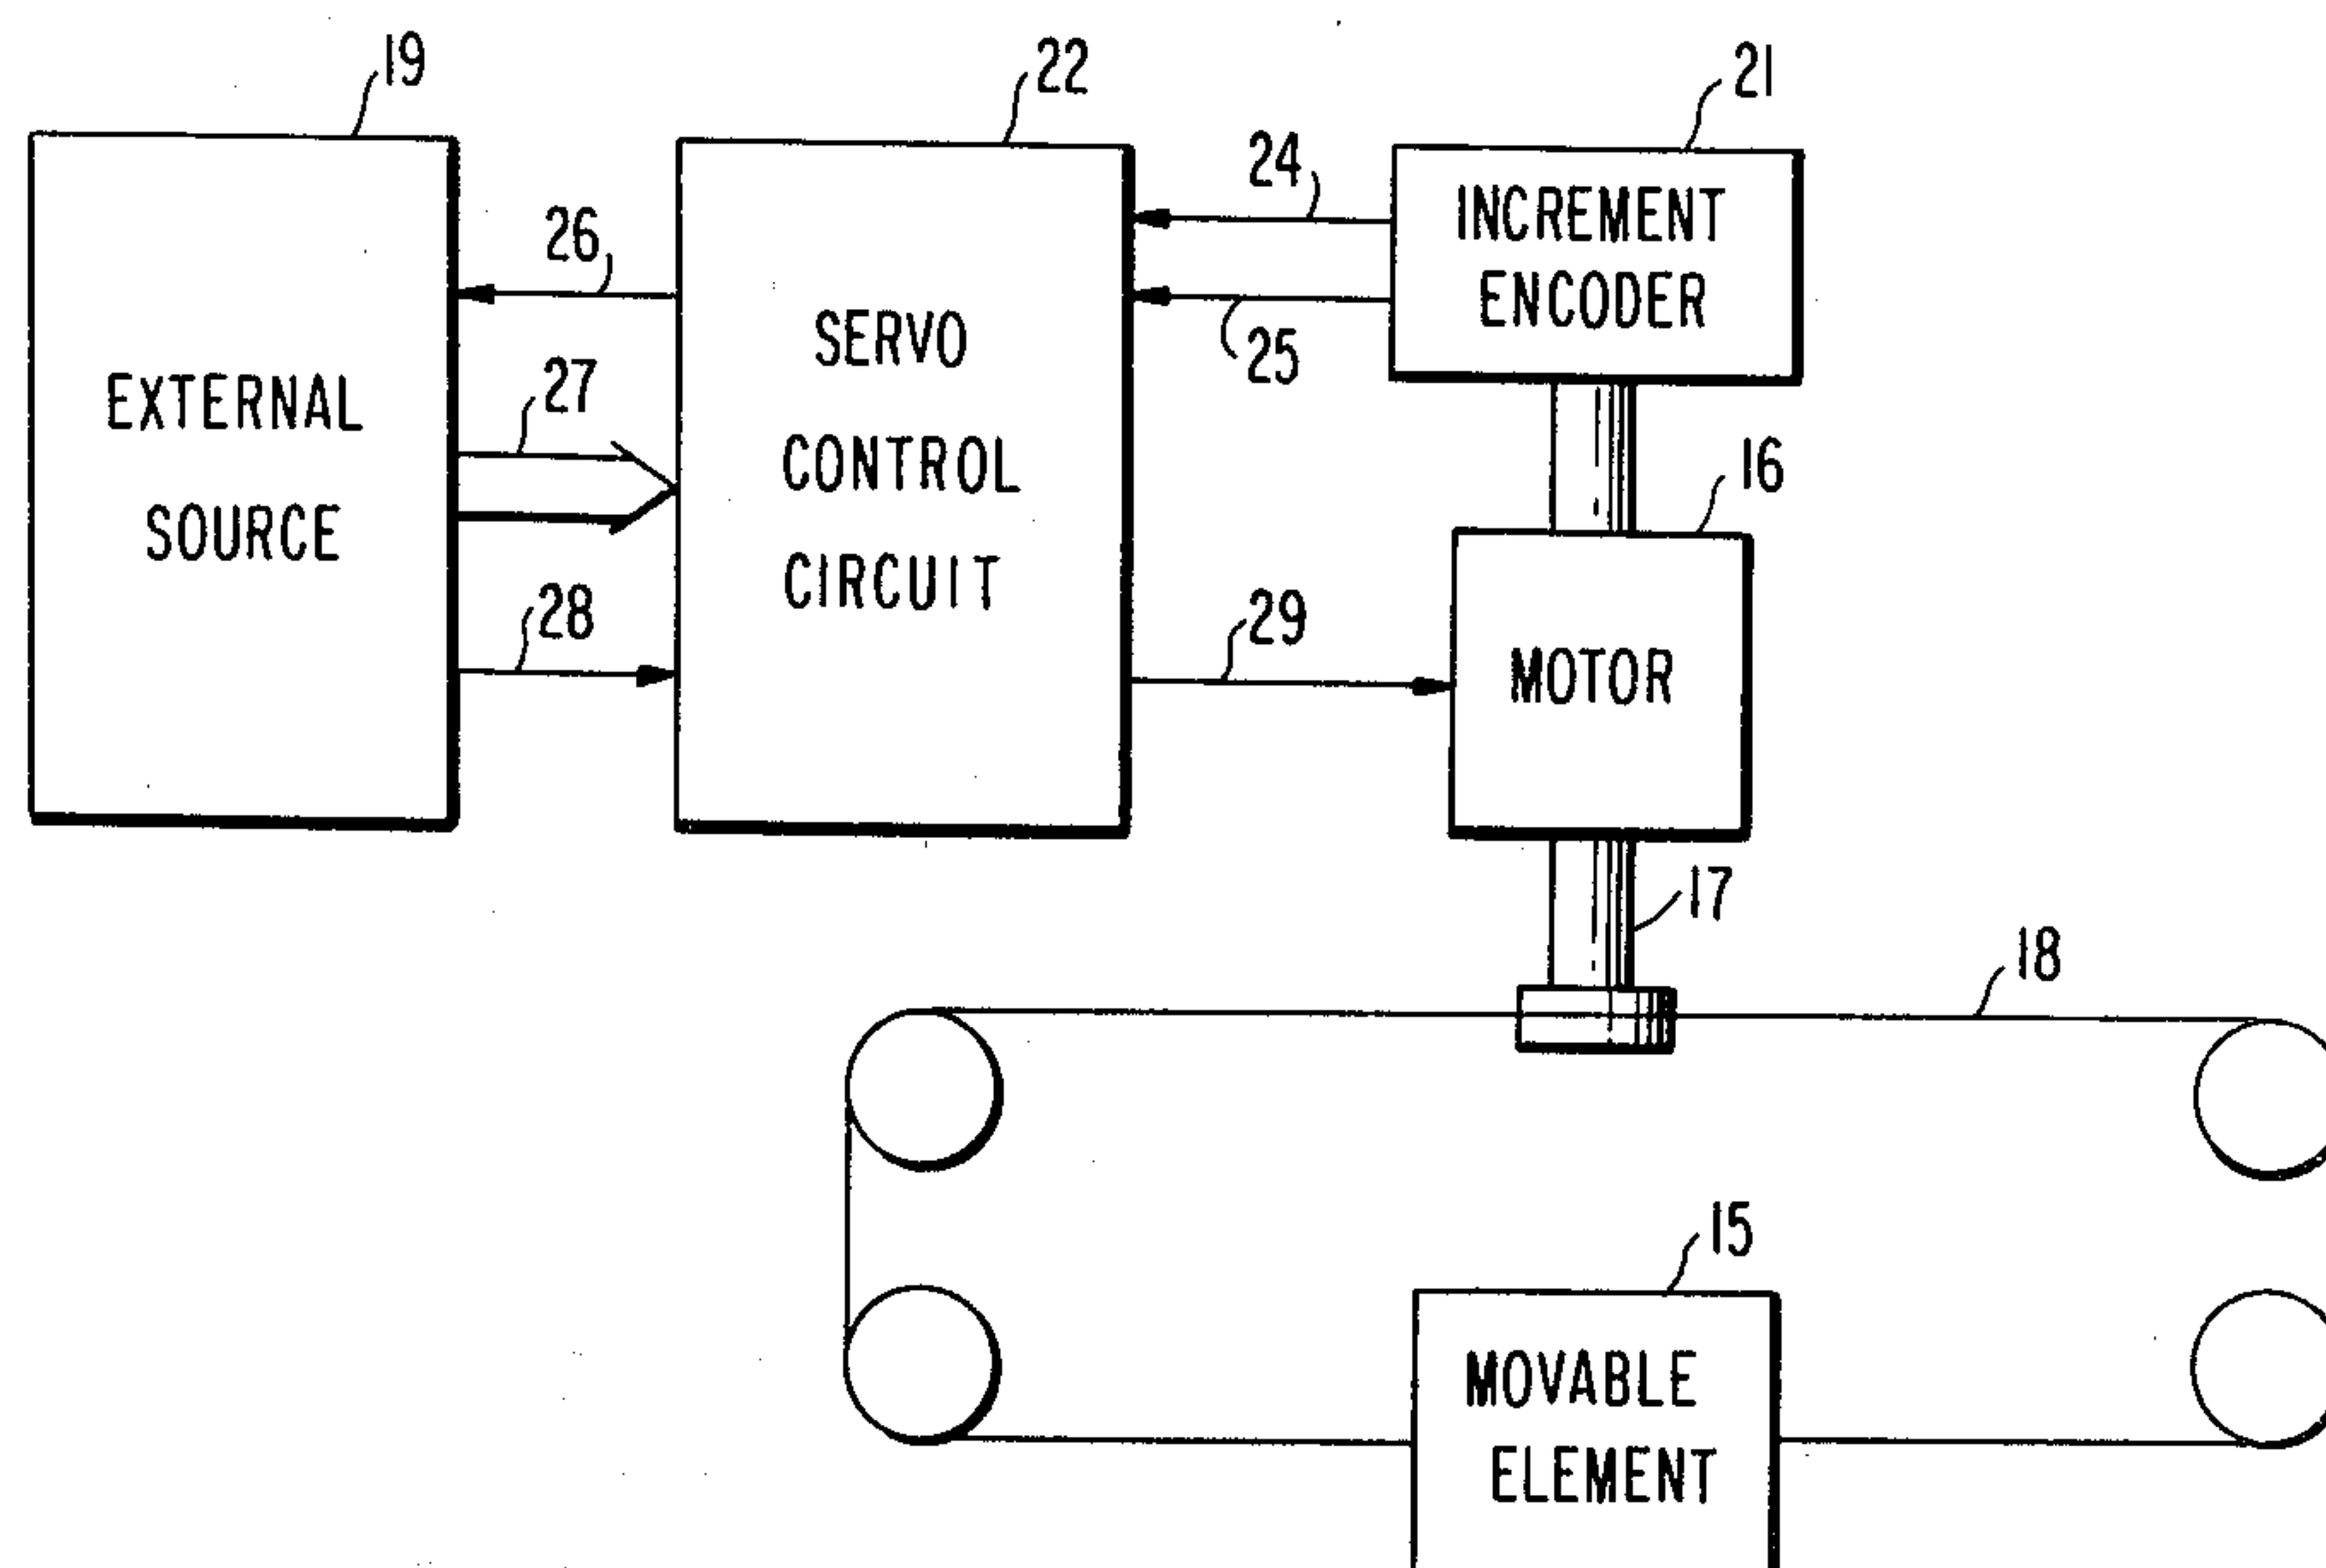 19
22
21
24
INCREMENT
ENCODER
26
25
SERVO
CONTROL
CIRCUIT
27
EXTERNAL
SOURCE
16
28
29
MOTOR
17
18
15
MOVABLE
ELEMENT